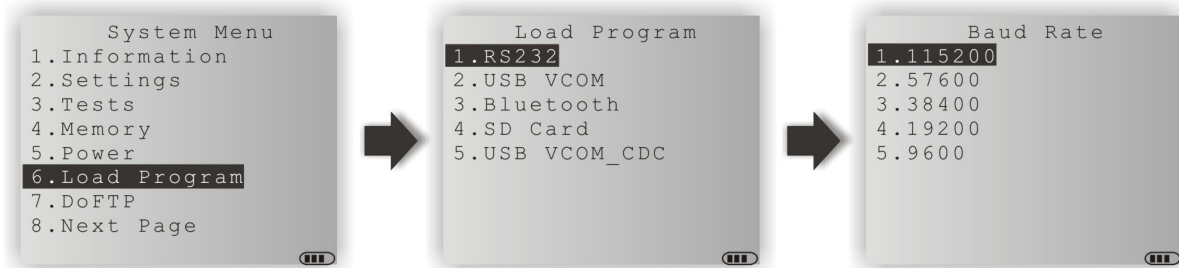 System Menu
1.Information
2.Settings
3.Tests
4.Memory
5.Power
6.Load Program
7.DoFTP
8.Next Page
Load Program
1.RS232
2.USB VCOM
3.Bluetooth
4.SD Card
5.USB VCOM_CDC
Baud Rate
1.115200
2.57600
3.38400
4.19200
5.9600